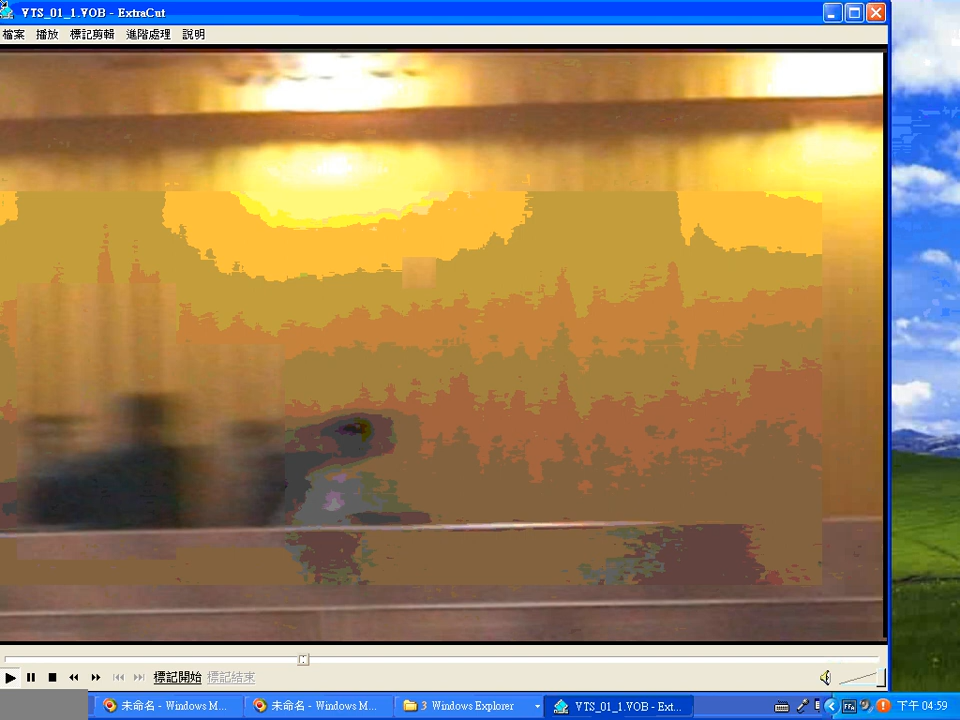 VTS_01_1.VOB - ExtraCut
檔案 播放 標記剪輯 進階處理 說明
標記開始 標記結束
未命名 - Windows M... 未命名 - Windows M... 3 Windows Explorer VTS_01_1.VOB - Ext... 下午 04:59